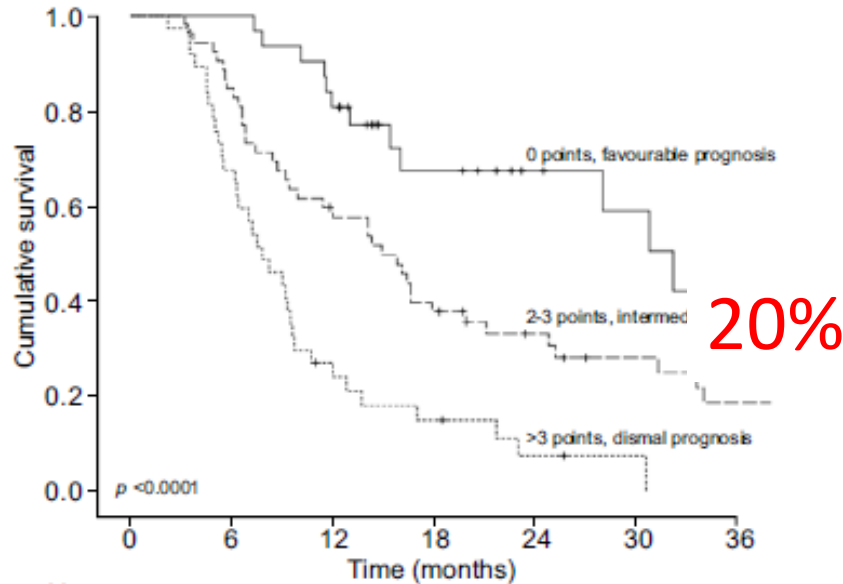 1.0
0.8
0.6
0.4
0.2
0.0
Cumulative survival
0 points, favourable prognosis
2-3 points, intermed
20%
>3 points, dismal prognosis
p <0.0001
0 6 12 18 24 30 36
Time (months)